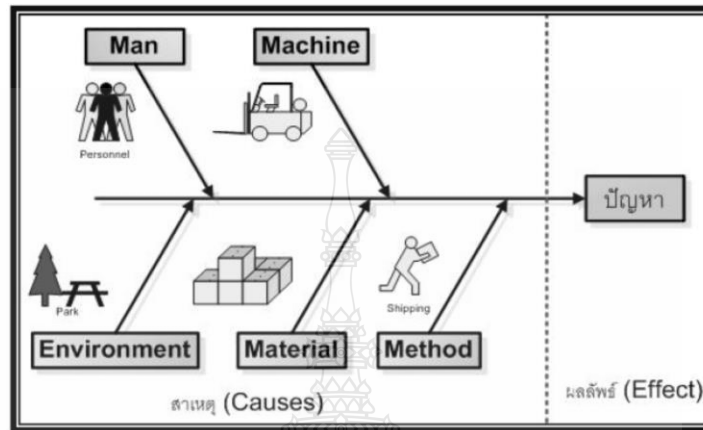 Man
Machine
Personnel
ปัญหา
Park
Shipping
Environment
Material
Method
สาเหตุ (Causes)
ผลลัพธ์ (Effect)